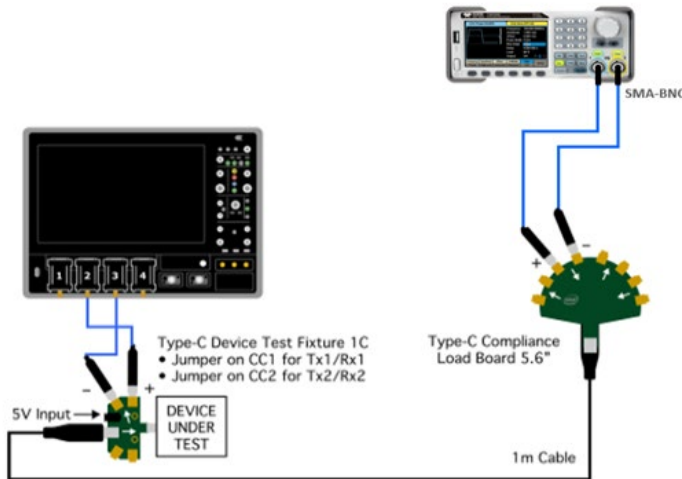 SMA-BNC
1 2 3 4
Type-C Device Test Fixture 1C
• Jumper on CC1 for Tx1/Rx1
• Jumper on CC2 for Tx2/Rx2
Type-C Compliance
Load Board 5.6"
+ −
− +
5V Input
DEVICE
UNDER
TEST
1m Cable